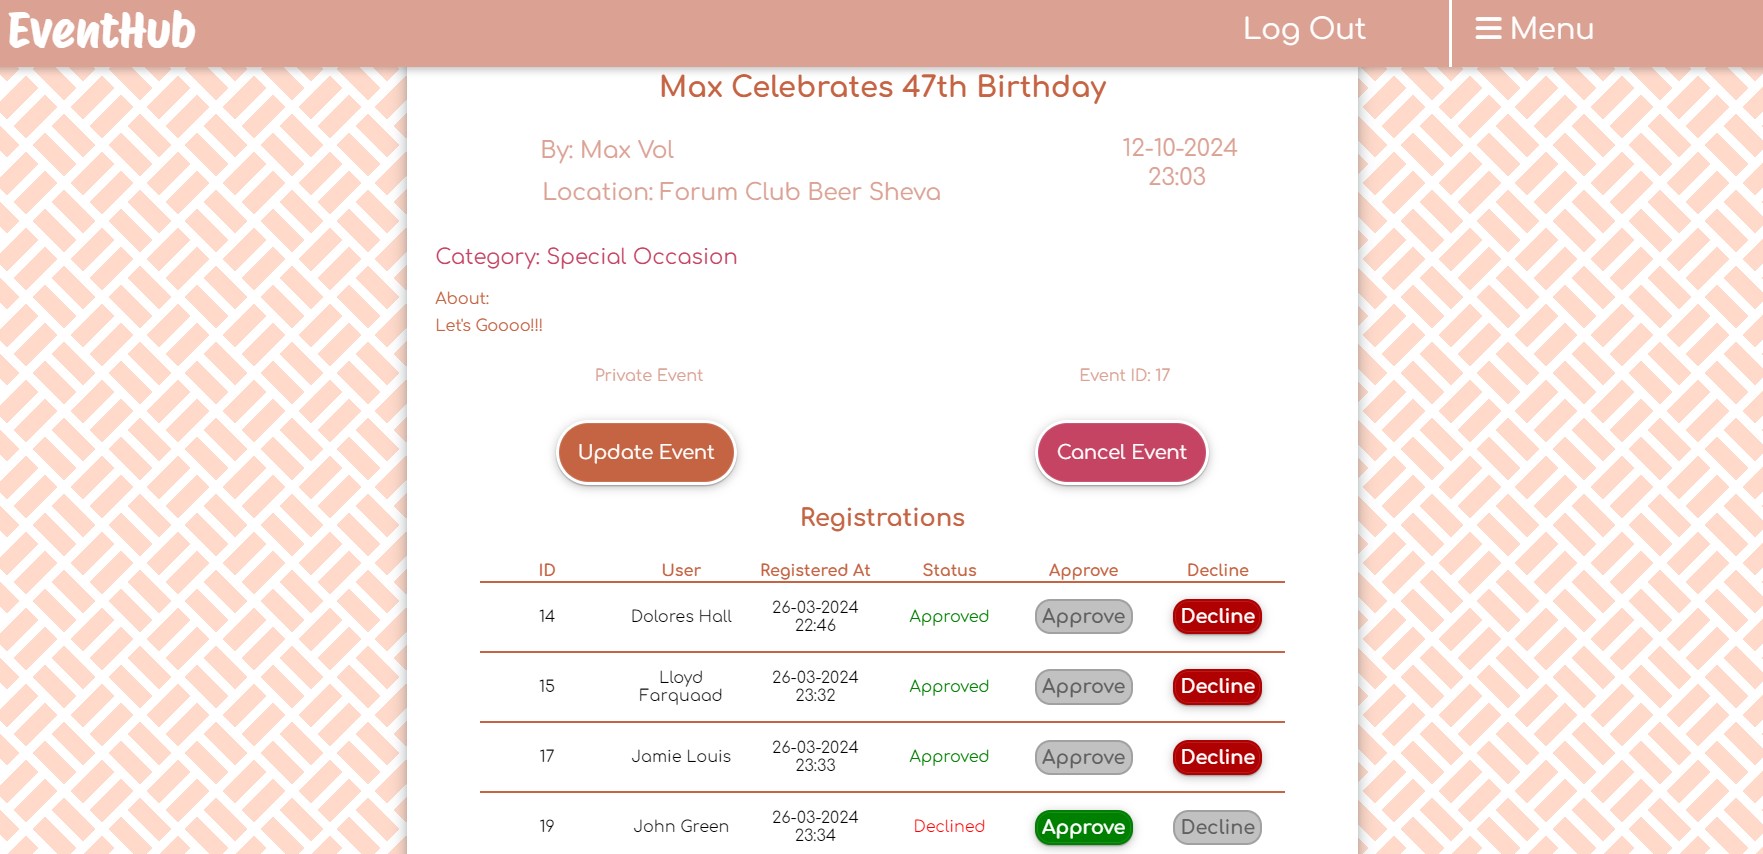 EventHub
Log Out
Menu
Max Celebrates 47th Birthday
By: Max Vol
12-10-2024
23:03
Location: Forum Club Beer Sheva
Category: Special Occasion
About:
Let's Goooo!!!
Private Event
Event ID: 17
Update Event
Cancel Event
Registrations
ID User Registered At Status Approve Decline
14 Dolores Hall 26-03-2024 22:46 Approved Approve Decline
15 Lloyd Farquaad 26-03-2024 23:32 Approved Approve Decline
17 Jamie Louis 26-03-2024 23:33 Approved Approve Decline
19 John Green 26-03-2024 23:34 Declined Approve Decline